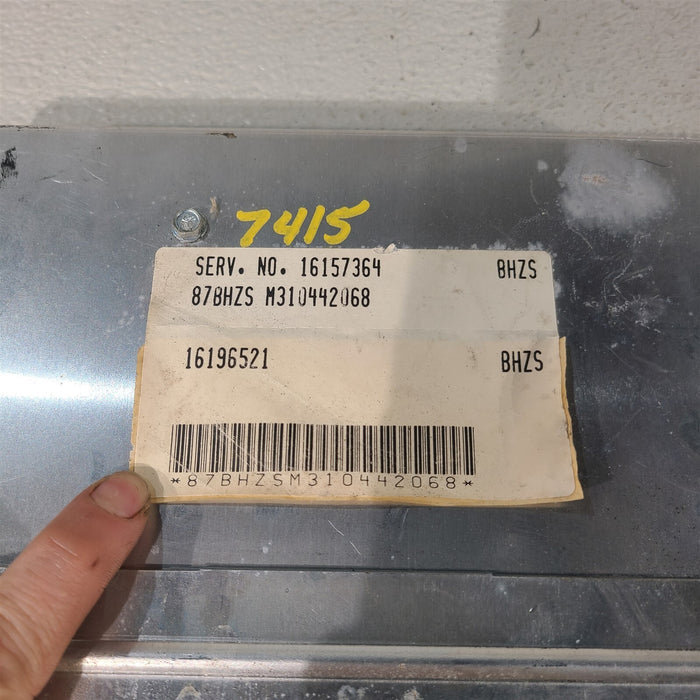 7415
SERV. NO. 16157364 BHZS
87BHZS M310442068
16196521 BHZS
*87BHZSM310442068*